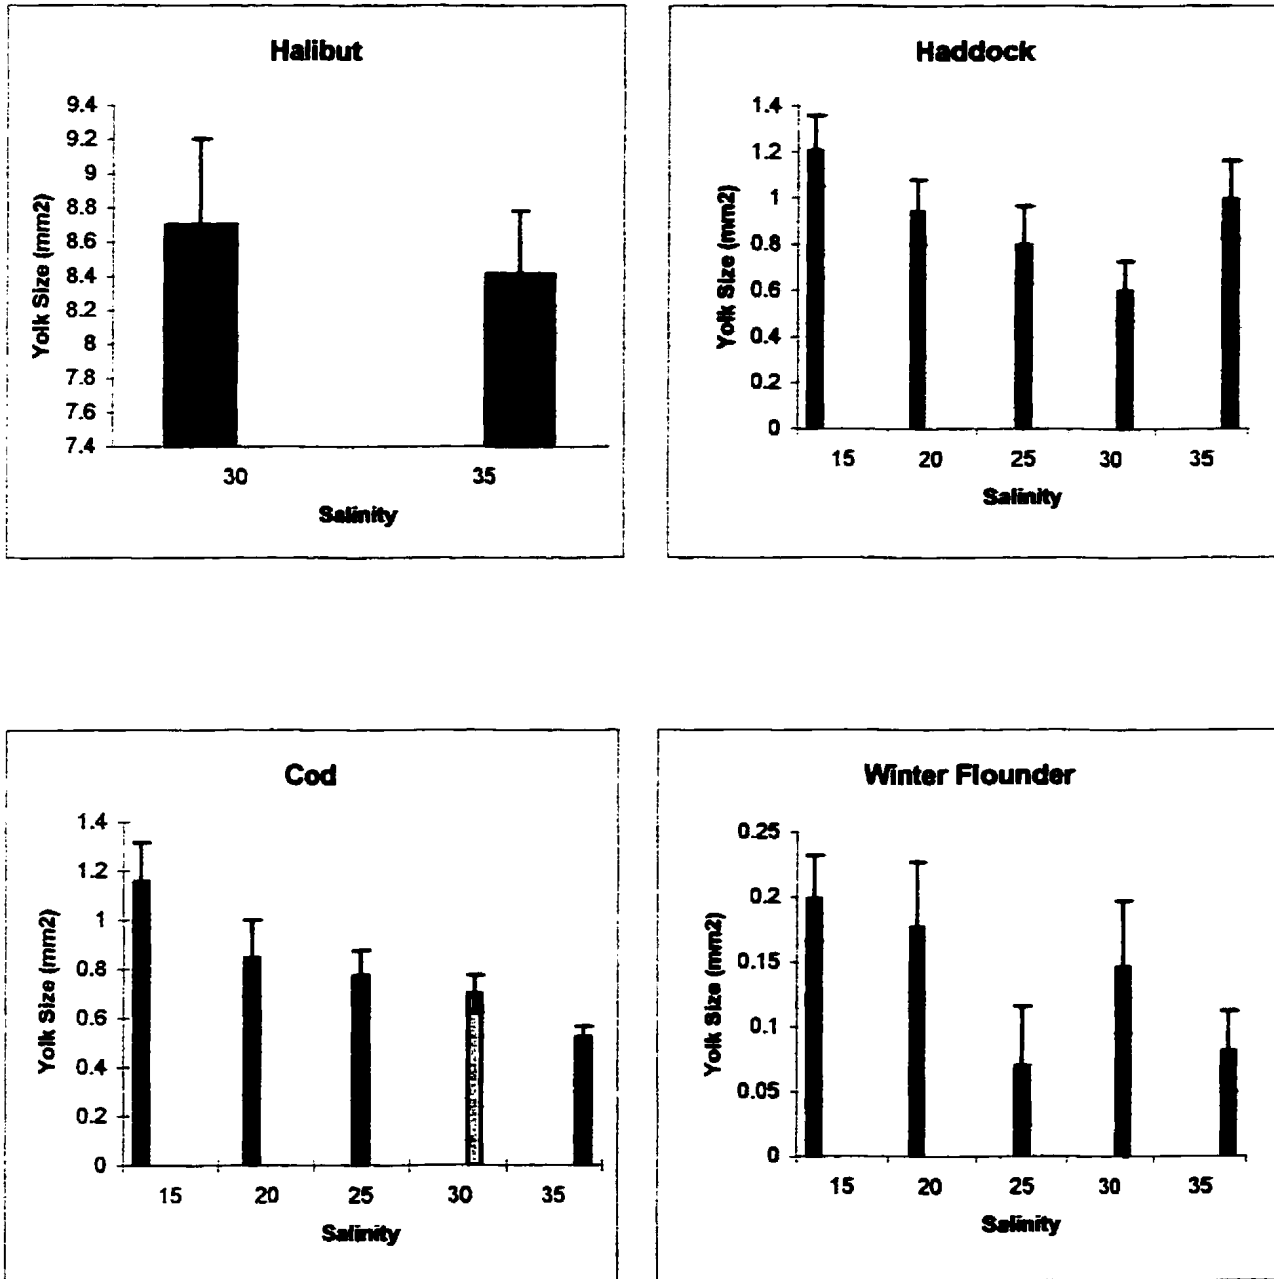 Halibut
9.4
9.2
9
8.8
8.6
8.4
8.2
8
7.8
7.6
7.4
Yolk Size (mm2)
30 35
Salinity
Haddock
1.4
1.2
1
0.8
0.6
0.4
0.2
0
Yolk Size (mm2)
15 20 25 30 35
Salinity
Cod
1.4
1.2
1
0.8
0.6
0.4
0.2
0
Yolk Size (mm2)
15 20 25 30 35
Salinity
Winter Flounder
0.25
0.2
0.15
0.1
0.05
0
Yolk Size (mm2)
15 20 25 30 35
Salinity